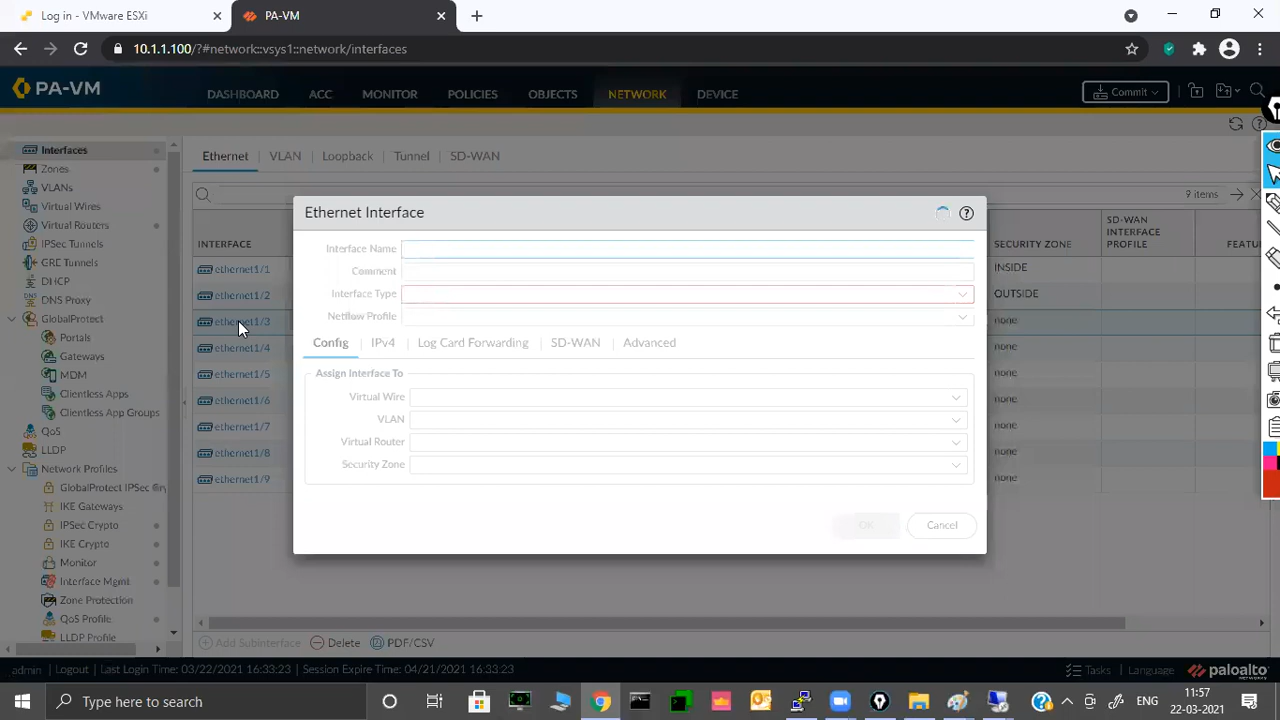 Log in - VMware ESXi
PA-VM
10.1.1.100/?#network::vsys1::network/interfaces
PA-VM
DASHBOARD
ACC
MONITOR
POLICIES
OBJECTS
NETWORK
DEVICE
Commit
Interfaces
Zones
VLANs
Virtual Wires
Virtual Routers
IPSec Tunnels
GRE Tunnels
DHCP
DNS Proxy
GlobalProtect
Portals
Gateways
MDM
Clientless Apps
Clientless App Groups
QoS
LLDP
Network Profiles
GlobalProtect IPSec Cry
IKE Gateways
IPSec Crypto
IKE Crypto
Monitor
Interface Mgmt
Zone Protection
QoS Profile
LLDP Profile
Ethernet
VLAN
Loopback
Tunnel
SD-WAN
9 items
INTERFACE
SECURITY ZONE
SD-WAN
INTERFACE
PROFILE
FEATU
ethernet1/1
INSIDE
ethernet1/2
OUTSIDE
ethernet1/3
none
ethernet1/4
none
ethernet1/5
none
ethernet1/6
none
ethernet1/7
none
ethernet1/8
none
ethernet1/9
none
Ethernet Interface
Interface Name
Comment
Interface Type
Netflow Profile
Config
IPv4
Log Card Forwarding
SD-WAN
Advanced
Assign Interface To
Virtual Wire
VLAN
Virtual Router
Security Zone
OK
Cancel
Add Subinterface
Delete
PDF/CSV
admin | Logout | Last Login Time: 03/22/2021 16:33:23 | Session Expire Time: 04/21/2021 16:33:23
Tasks | Language
paloalto
NETWORKS
Type here to search
ENG
11:57
22-03-2021